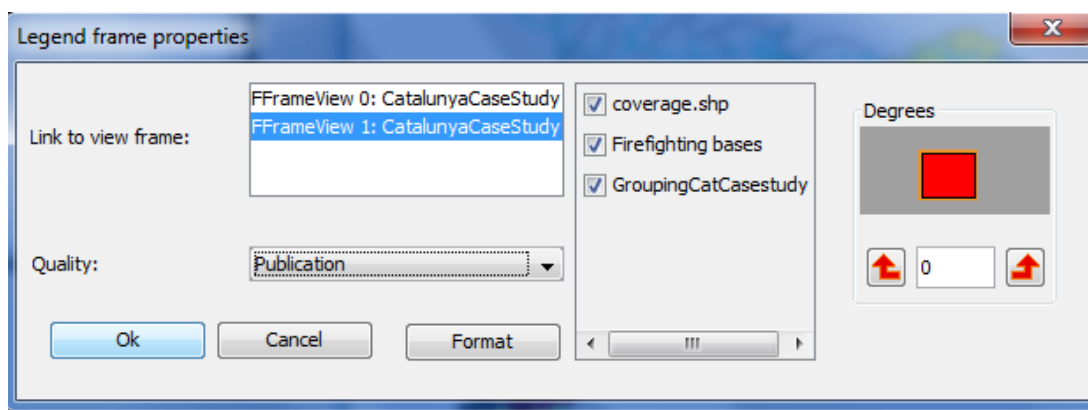 Legend frame properties
Link to view frame:
FFrameView 0: CatalunyaCaseStudy
FFrameView 1: CatalunyaCaseStudy
coverage.shp
Firefighting bases
GroupingCatCasestudy
Degrees
Quality:
Publication
0
Ok
Cancel
Format